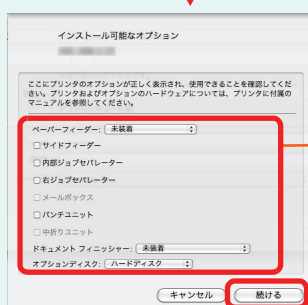 インストール可能なオプション
ここにプリンタのオプションが正しく表示され、使用できることを確認してくだ
さい。プリンタおよびオプションのハードウェアについては、プリンタに付属の
マニュアルを参照してください。
ペーパーフィーダー: 未装着
サイドフィーダー
内部ジョブセパレーター
右ジョブセパレーター
メールボックス
パンチユニット
中折りユニット
ドキュメント フィニッシャー: 未装着
オプションディスク: ハードディスク
キャンセル 続ける